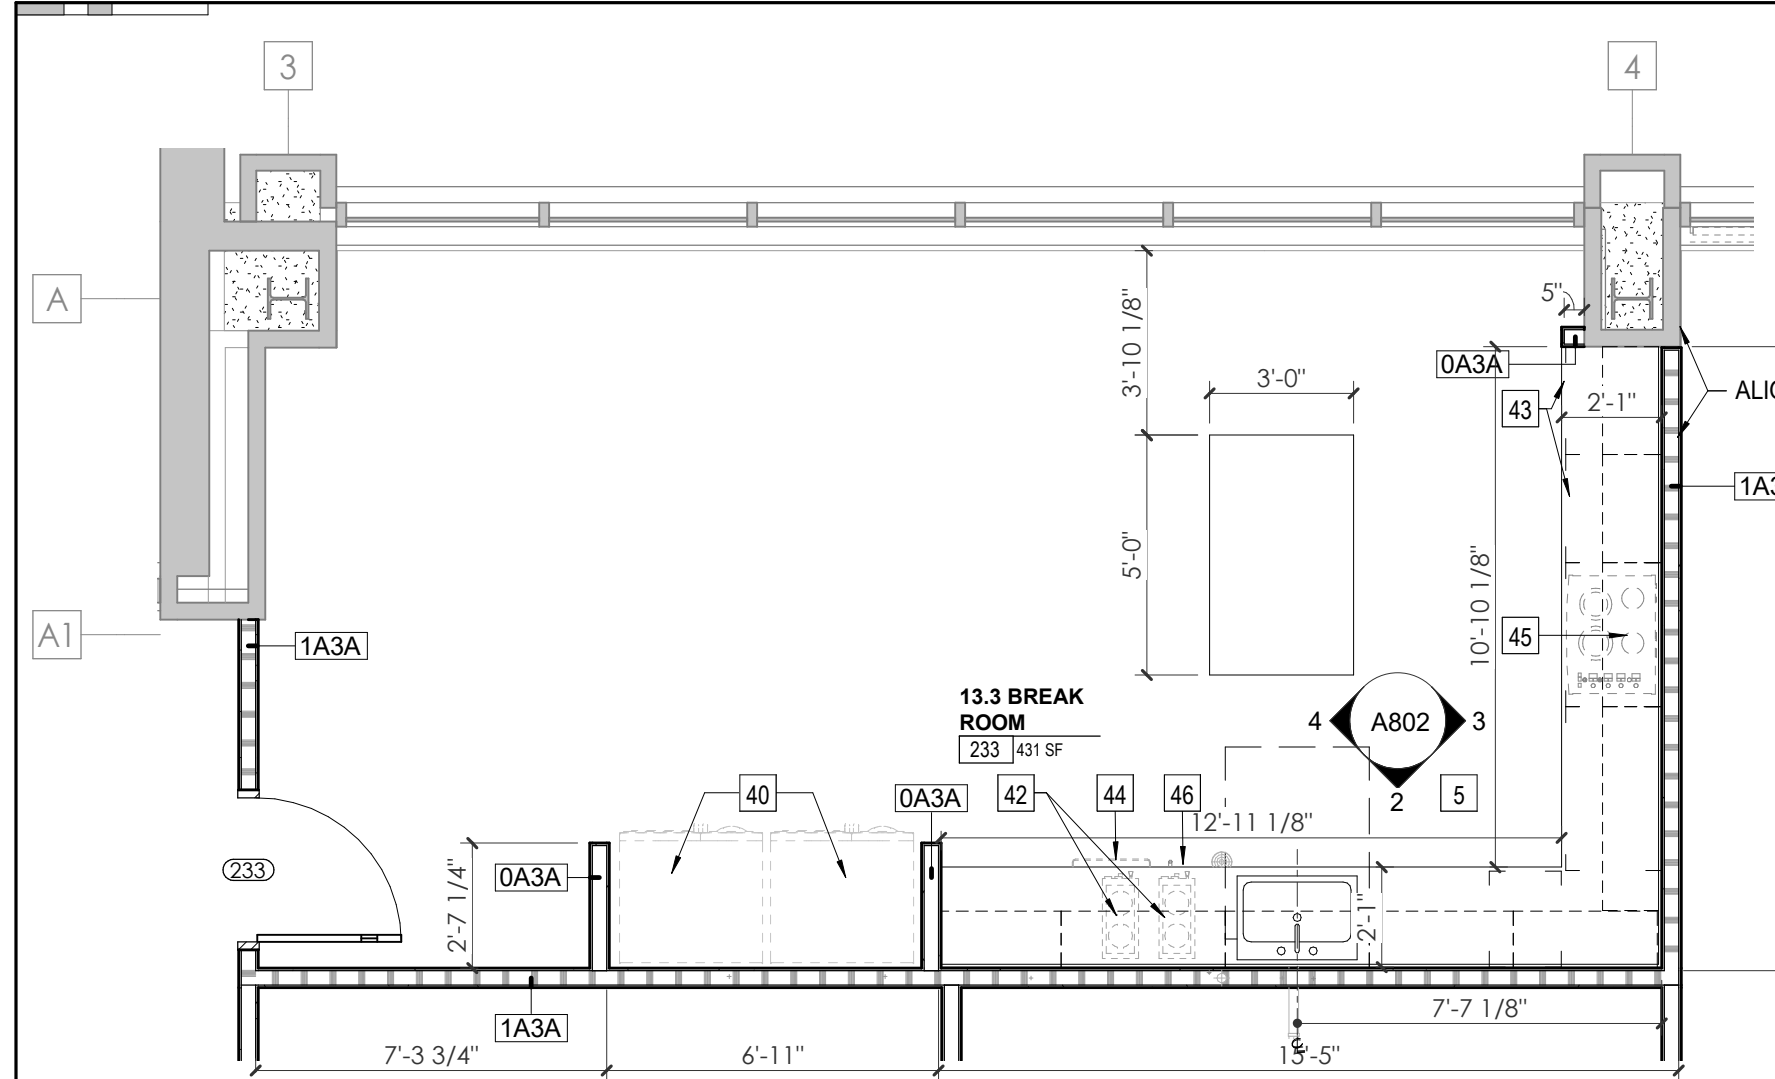 3
4
A
5"
3'-10 1/8"
0A3A
3'-0"
43
2'-1"
1A3
5'-0"
10'-10 1/8"
45
A1
1A3A
13.3 BREAK
ROOM
233 431 SF
4 A802 3
2
40
0A3A
42
44
46
5
12'-11 1/8"
233
2'-7 1/4"
0A3A
2'-1"
1A3A
7'-7 1/8"
7'-3 3/4"
6'-11"
15'-5"